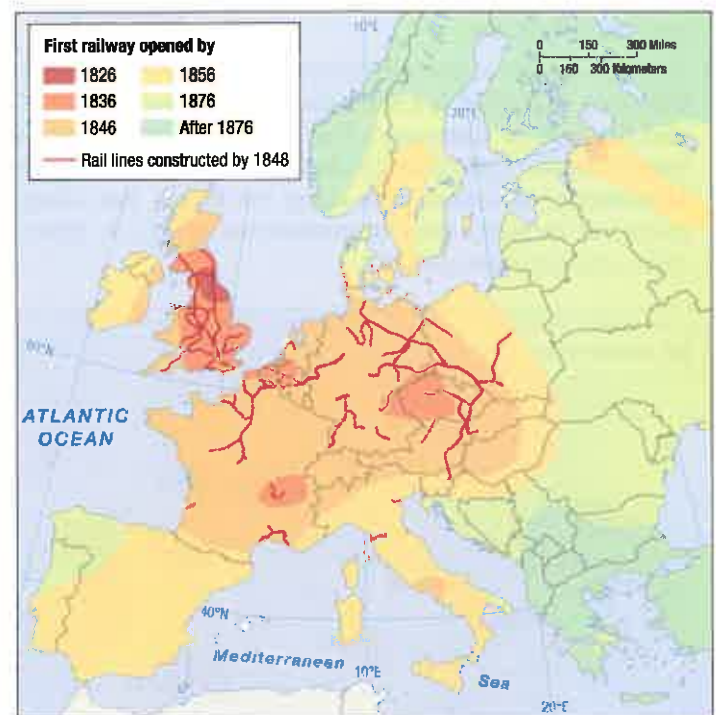 First railway opened by
1826
1836
1846
1856
1876
After 1876
Rail lines constructed by 1848
0 150 300 Miles
0 150 300 Kilometers
10°E
20°E
ATLANTIC
OCEAN
40°N
Mediterranean
Sea
10°E
20°E